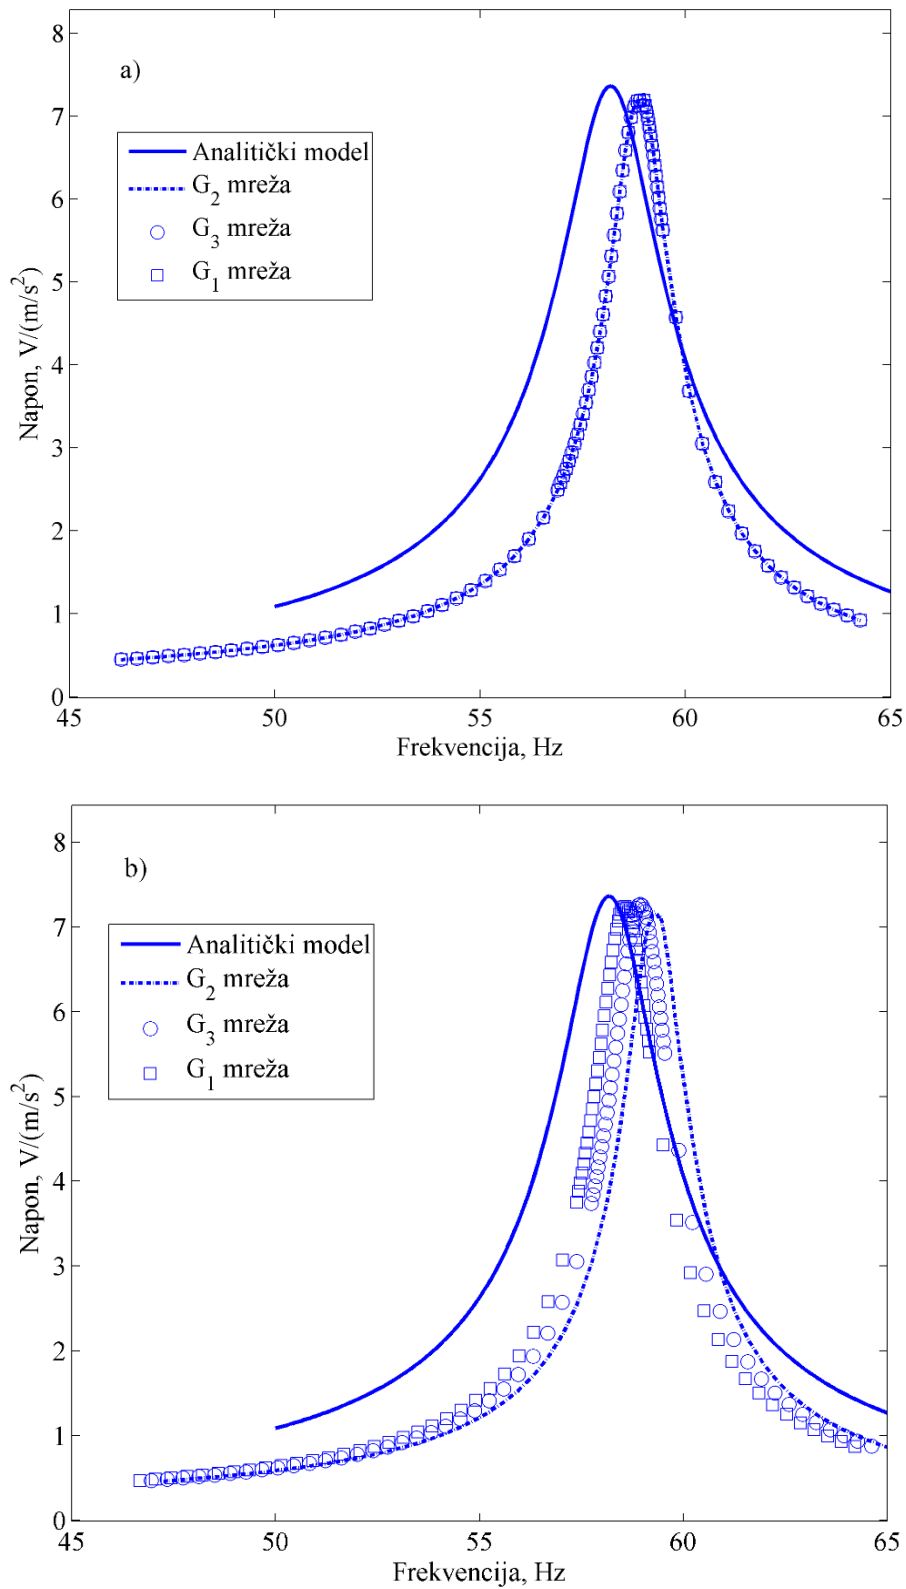 8
a)
7
Analitički model
G2 mreža
6
G3 mreža
G1 mreža
5
Napon, V/(m/s2)
4
3
2
1
0
45 50 55 60 65
Frekvencija, Hz
8
b)
7
Analitički model
G2 mreža
6
G3 mreža
G1 mreža
5
Napon, V/(m/s2)
4
3
2
1
0
45 50 55 60 65
Frekvencija, Hz